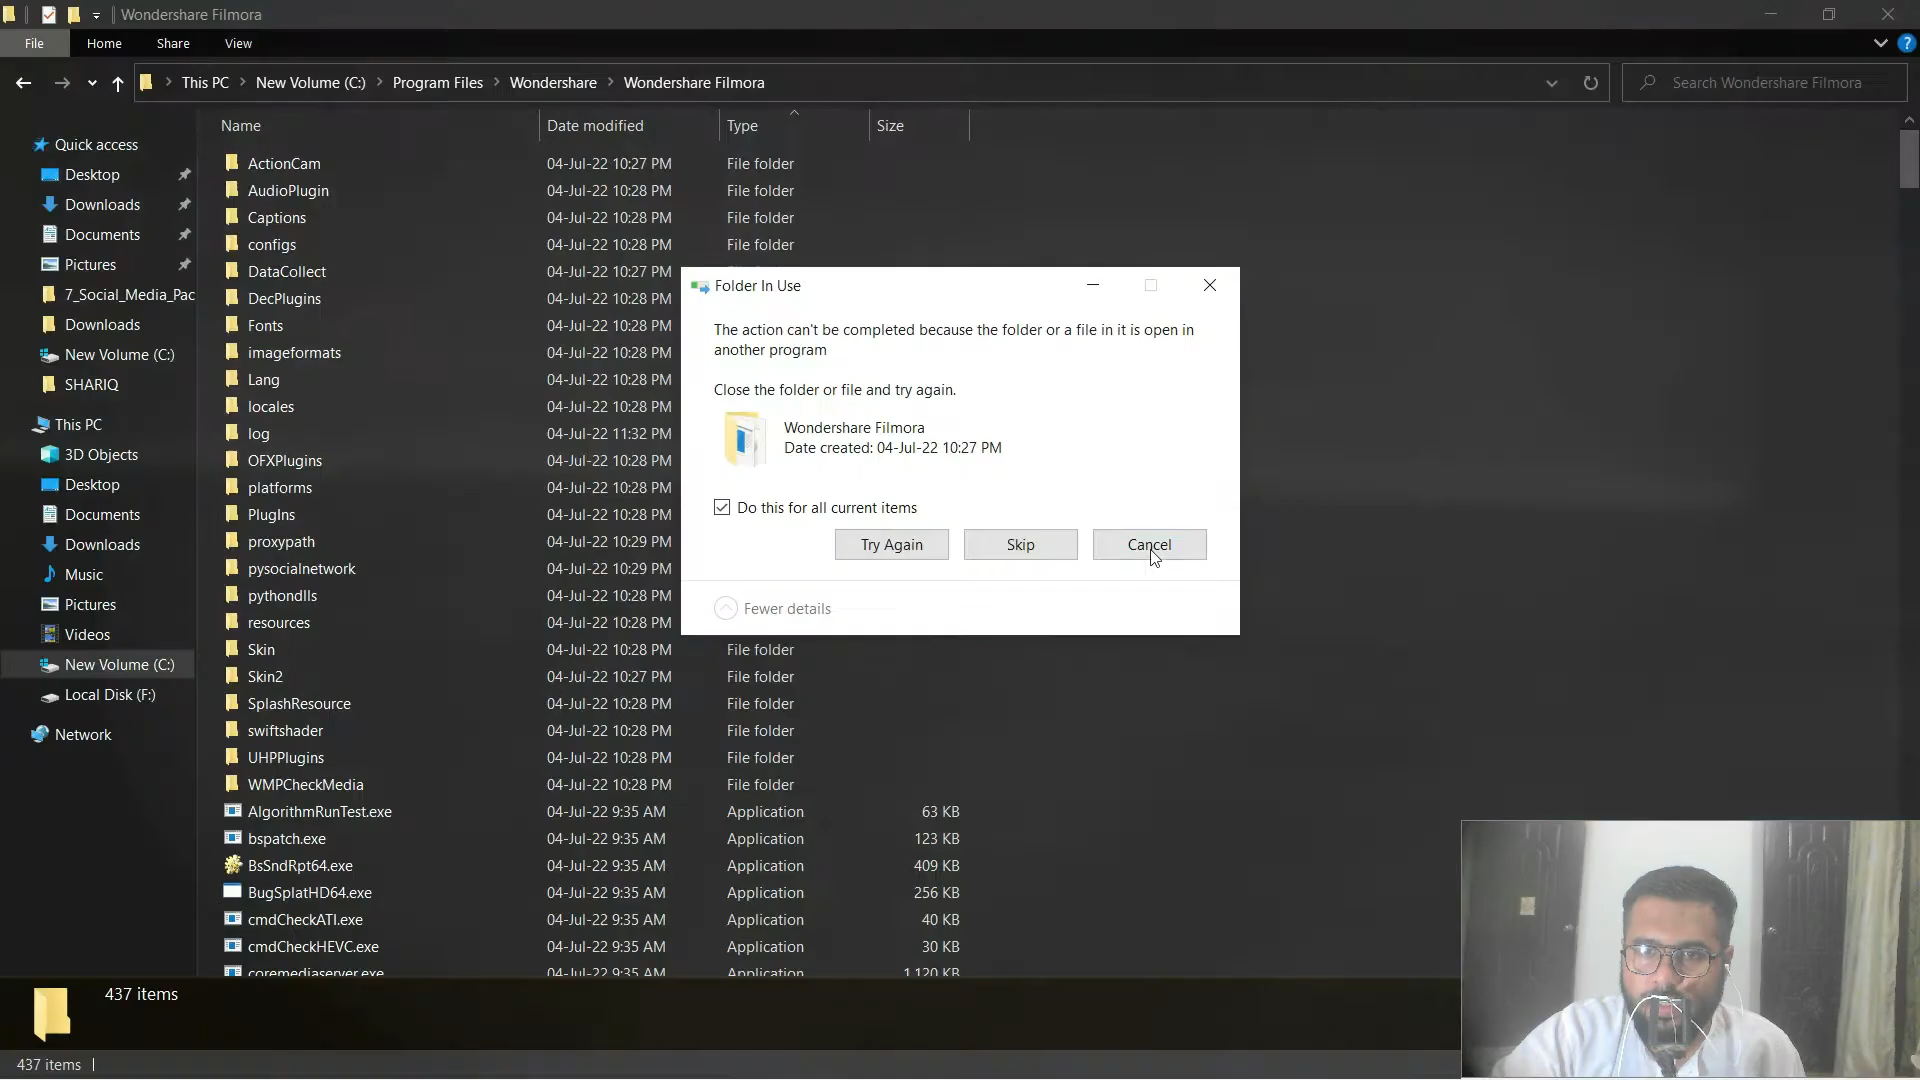 Wondershare Filmora
File Home Share View
This PC New Volume (C:) Program Files Wondershare Wondershare Filmora
Search Wondershare Filmora
Name Date modified Type Size
Quick access
Desktop
Downloads
Documents
Pictures
7_Social_Media_Pac
Downloads
New Volume (C:)
SHARIQ
This PC
3D Objects
Desktop
Documents
Downloads
Music
Pictures
Videos
New Volume (C:)
Local Disk (F:)
Network
ActionCam 04-Jul-22 10:27 PM File folder
AudioPlugin 04-Jul-22 10:28 PM File folder
Captions 04-Jul-22 10:28 PM File folder
configs 04-Jul-22 10:28 PM File folder
DataCollect 04-Jul-22 10:27 PM
DecPlugins 04-Jul-22 10:28 PM
Fonts 04-Jul-22 10:28 PM
imageformats 04-Jul-22 10:28 PM
Lang 04-Jul-22 10:28 PM
locales 04-Jul-22 10:28 PM
log 04-Jul-22 11:32 PM
OFXPlugins 04-Jul-22 10:28 PM
platforms 04-Jul-22 10:28 PM
PlugIns 04-Jul-22 10:28 PM
proxypath 04-Jul-22 10:29 PM
pysocialnetwork 04-Jul-22 10:29 PM
pythondlls 04-Jul-22 10:28 PM
resources 04-Jul-22 10:28 PM
Skin 04-Jul-22 10:28 PM File folder
Skin2 04-Jul-22 10:27 PM File folder
SplashResource 04-Jul-22 10:28 PM File folder
swiftshader 04-Jul-22 10:28 PM File folder
UHPPlugins 04-Jul-22 10:28 PM File folder
WMPCheckMedia 04-Jul-22 10:28 PM File folder
AlgorithmRunTest.exe 04-Jul-22 9:35 AM Application 63 KB
bspatch.exe 04-Jul-22 9:35 AM Application 123 KB
BsSndRpt64.exe 04-Jul-22 9:35 AM Application 409 KB
BugSplatHD64.exe 04-Jul-22 9:35 AM Application 256 KB
cmdCheckATI.exe 04-Jul-22 9:35 AM Application 40 KB
cmdCheckHEVC.exe 04-Jul-22 9:35 AM Application 30 KB
coremediaserver.exe 04-Jul-22 9:35 AM Application 1,120 KB
Folder In Use
The action can't be completed because the folder or a file in it is open in
another program
Close the folder or file and try again.
Wondershare Filmora
Date created: 04-Jul-22 10:27 PM
Do this for all current items
Try Again Skip Cancel
Fewer details
437 items
437 items